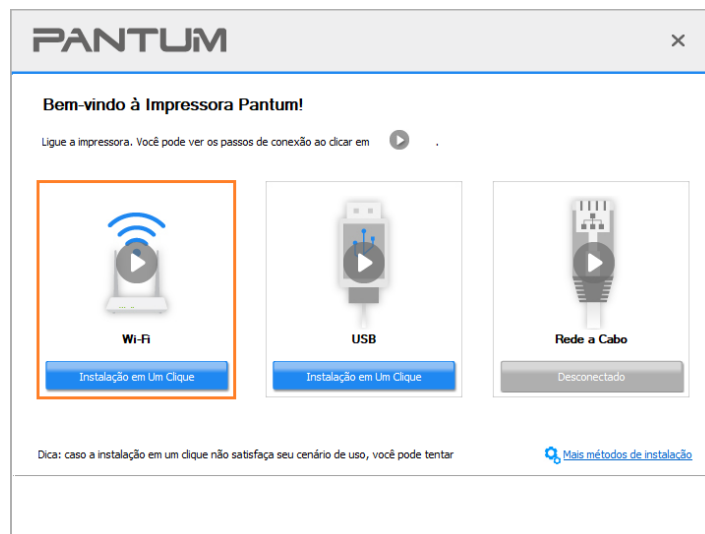 PANTUM
Bem-vindo à Impressora Pantum!
Ligue a impressora. Você pode ver os passos de conexão ao clicar em .
Wi-Fi
USB
Rede a Cabo
Instalação em Um Clique
Instalação em Um Clique
Desconectado
Dica: caso a instalação em um clique não satisfaça seu cenário de uso, você pode tentar
Mais métodos de instalação